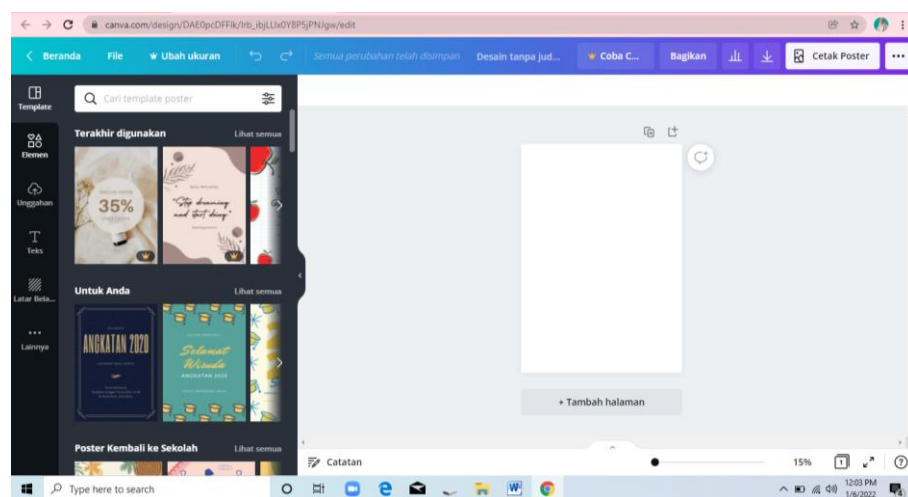 canva.com/design/DAE0pcDFFIk/Irb_ibjLUx0Y8P5jPNJgw/edit
Beranda File Ubah ukuran Semua perubahan telah disimpan Desain tanpa jud... Coba C... Bagikan Cetak Poster
Template
Elemen
Unggahan
Teks
Latar Bela...
Lainnya
Cari template poster
Terakhir digunakan Lihat semua
35%
"Stop dreaming
and start doing"
Untuk Anda Lihat semua
ANGKATAN 2020
Selamat
Wisuda
ANGKATAN 2020
Poster Kembali ke Sekolah Lihat semua
+ Tambah halaman
Catatan 15% 1
Type here to search
12:03 PM
1/6/2022